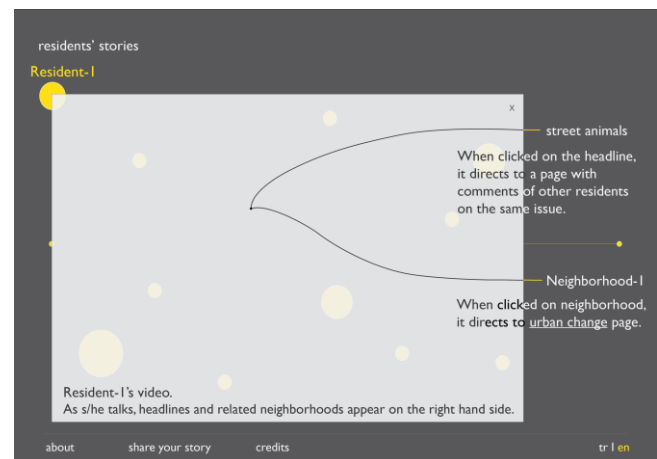 residents' stories
Resident-1
x
street animals
When clicked on the headline,
it directs to a page with
comments of other residents
on the same issue.
Neighborhood-1
When clicked on neighborhood,
it directs to urban change page.
Resident-1's video.
As s/he talks, headlines and related neighborhoods appear on the right hand side.
about share your story credits tr | en